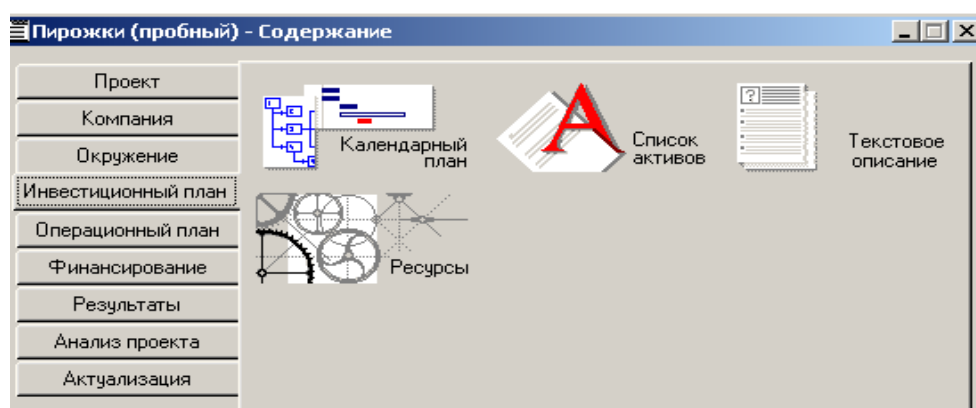 Пирожки (пробный) - Содержание
Проект
Компания
Окружение
Инвестиционный план
Операционный план
Финансирование
Результаты
Анализ проекта
Актуализация
Календарный
план
Список
активов
Текстовое
описание
Ресурсы